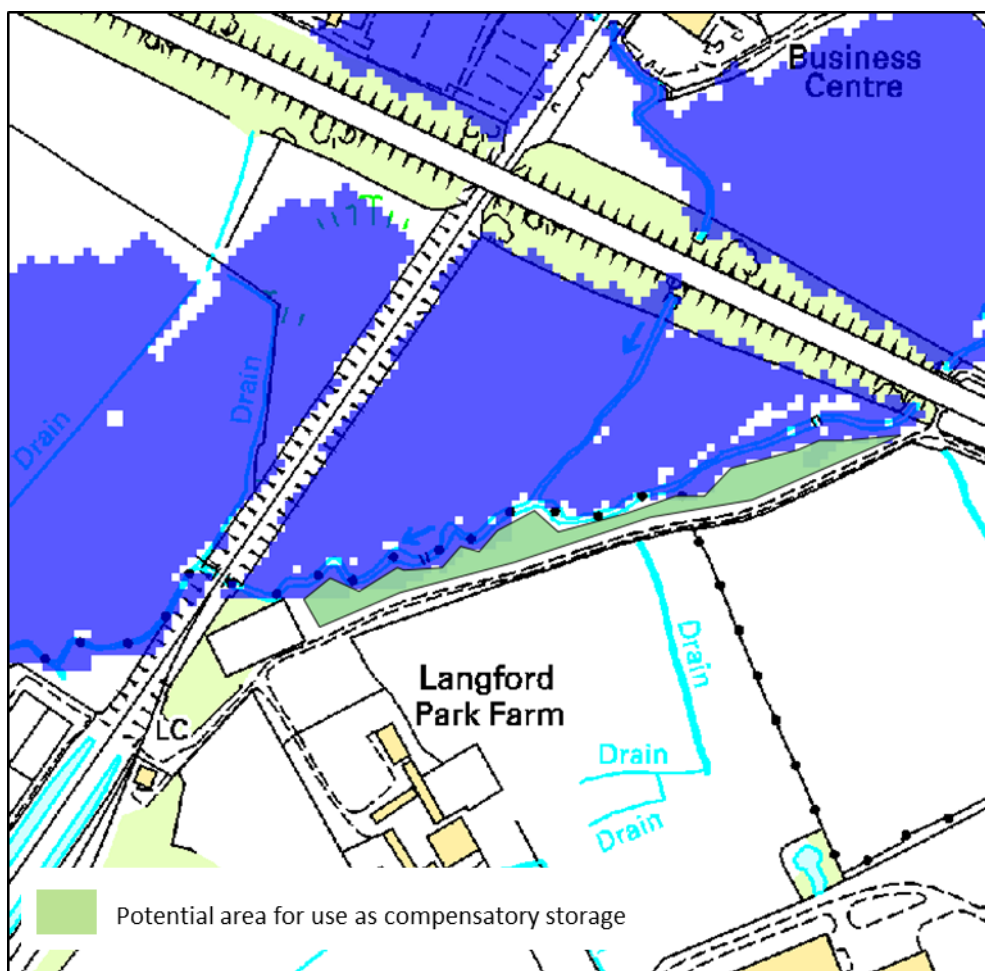 Business
Centre
Drain
Drain
Langford
Park Farm
Drain
LC
Drain
Drain
Potential area for use as compensatory storage